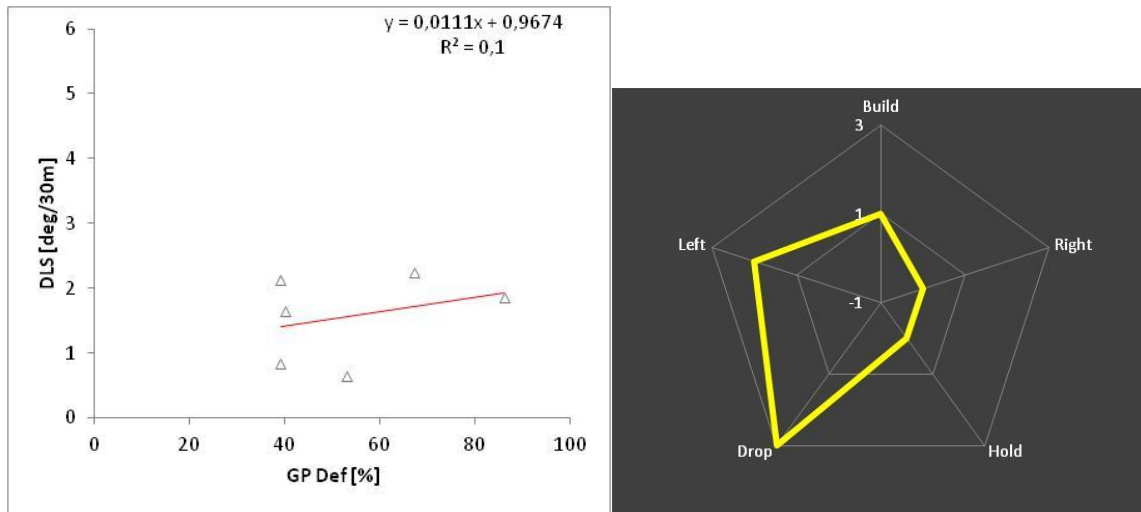 y = 0,0111x + 0,9674
R² = 0,1
6
5
4
3
2
1
0
DLS [deg/30m]
0 20 40 60 80 100
GP Def [%]
Build
3
1
-1
Left
Right
Drop
Hold